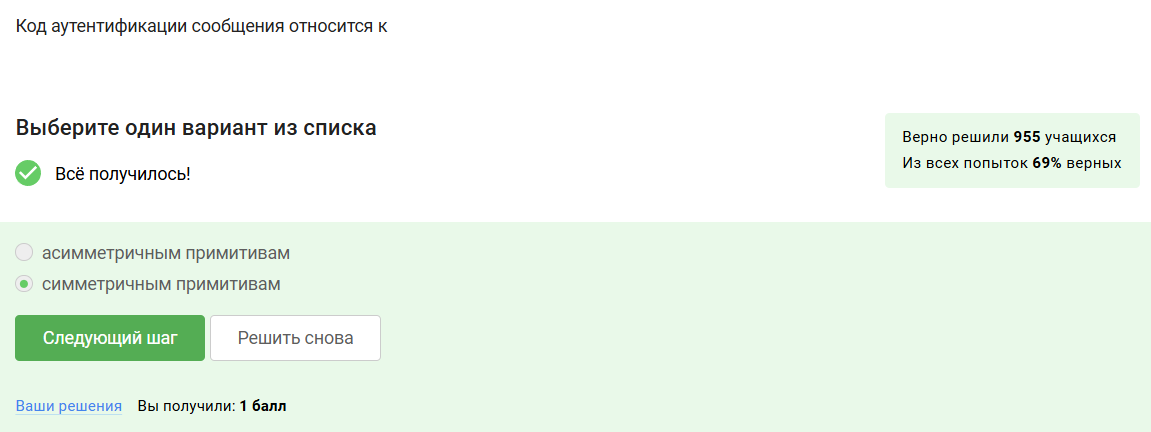 Код аутентификации сообщения относится к
Выберите один вариант из списка
Всё получилось!
Верно решили 955 учащихся
Из всех попыток 69% верных
асимметричным примитивам
симметричным примитивам
Следующий шаг
Решить снова
Ваши решения Вы получили: 1 балл